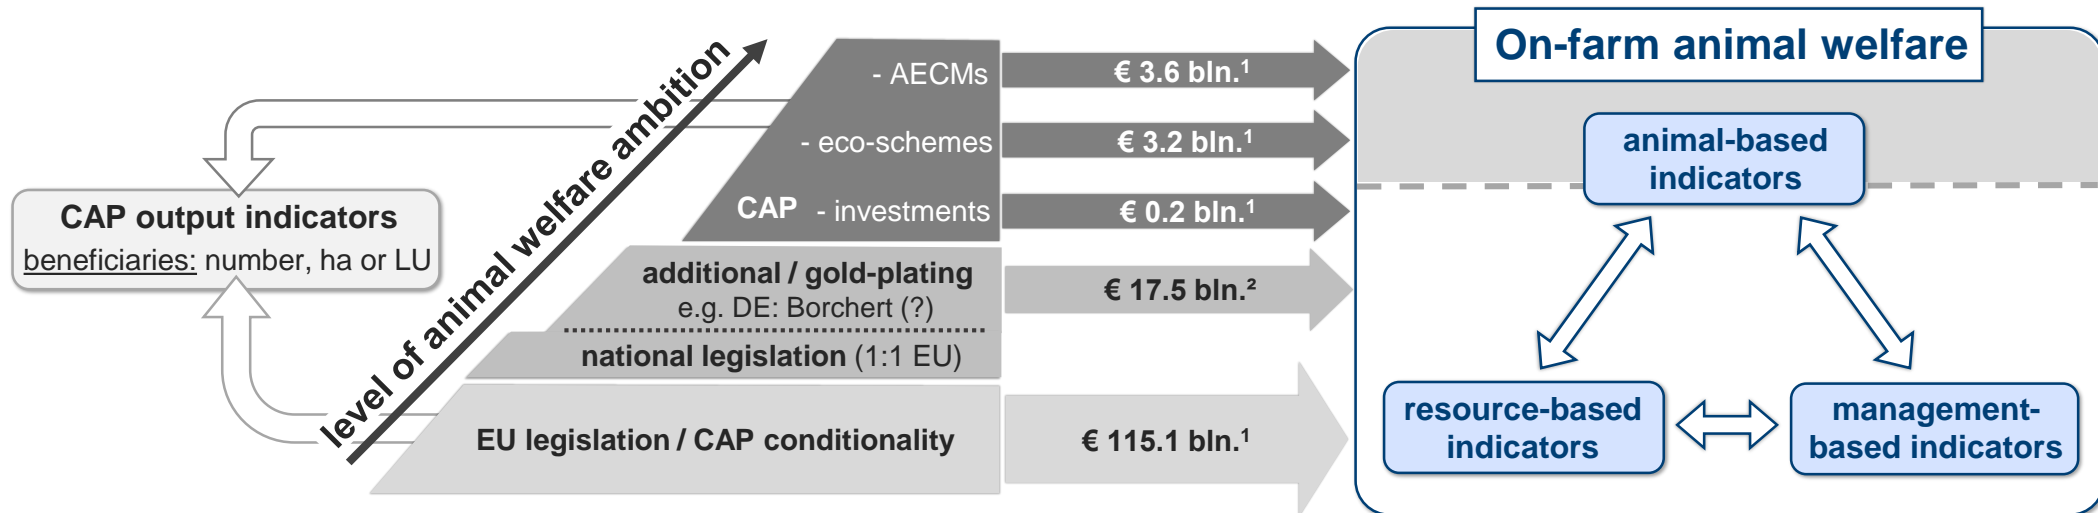 level of animal welfare ambition
CAP output indicators
beneficiaries: number, ha or LU
- AECMs
€ 3.6 bln.¹
- eco-schemes
€ 3.2 bln.¹
CAP - investments
€ 0.2 bln.¹
additional / gold-plating
e.g. DE: Borchert (?)
€ 17.5 bln.²
national legislation (1:1 EU)
EU legislation / CAP conditionality
€ 115.1 bln.¹
On-farm animal welfare
animal-based
indicators
resource-based
indicators
management-
based indicators